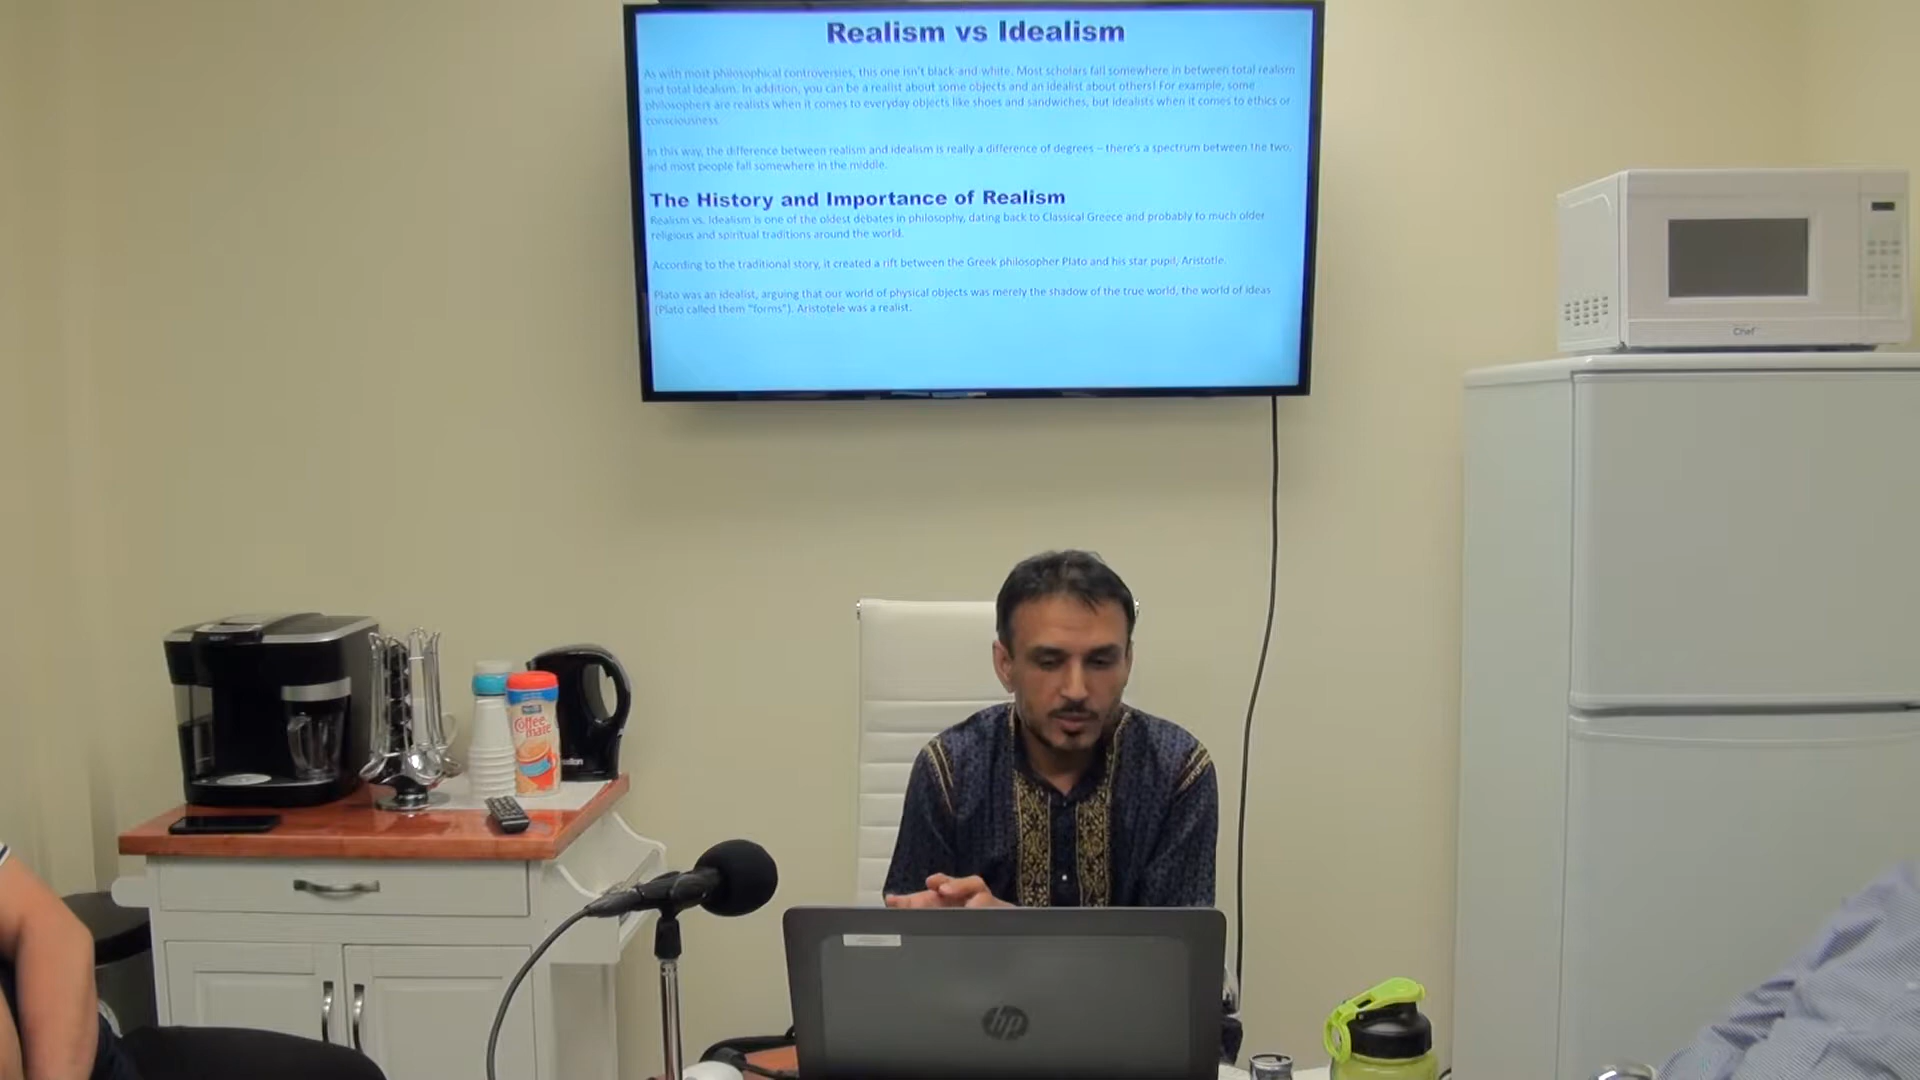 Realism vs Idealism
As with most philosophical controversies, this one isn't black and white. Most scholars fall somewhere in between total realism
and total idealism. In addition, you can be a realist about some objects and an idealist about others! For example, some
philosophers are realists when it comes to everyday objects like shoes and sandwiches, but idealists when it comes to ethics or
consciousness.
In this way, the difference between realism and idealism is really a difference of degrees – there's a spectrum between the two,
and most people fall somewhere in the middle.
The History and Importance of Realism
Realism vs. Idealism is one of the oldest debates in philosophy, dating back to Classical Greece and probably to much older
religious and spiritual traditions around the world.
According to the traditional story, it created a rift between the Greek philosopher Plato and his star pupil, Aristotle.
Plato was an idealist, arguing that our world of physical objects was merely the shadow of the true world, the world of ideas
(Plato called them "forms"). Aristotele was a realist.
Chef
Coffee
mate
hp